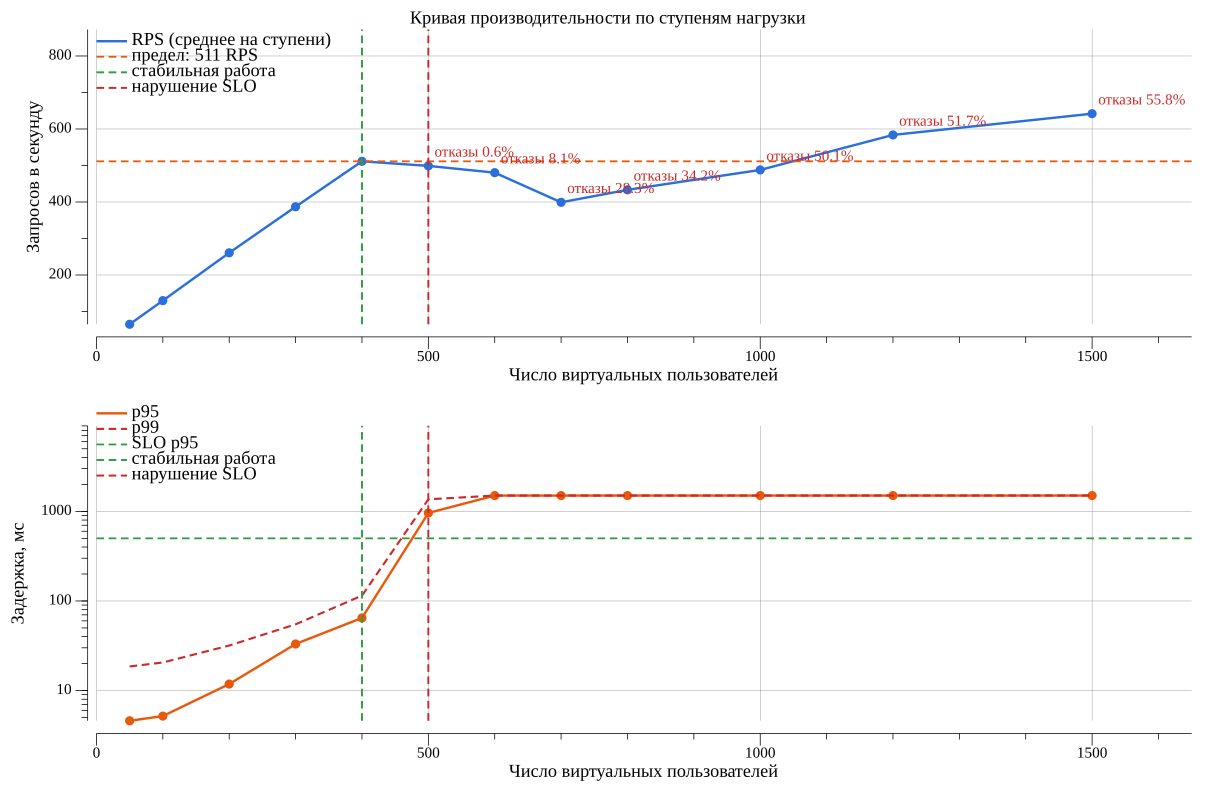 Кривая производительности по ступеням нагрузки
RPS (среднее на ступени)
предел: 511 RPS
стабильная работа
нарушение SLO
Запросов в секунду
800
600
400
200
отказы 0.6%
отказы 8.1%
отказы 28.3%
отказы 34.2%
отказы 50.1%
отказы 51.7%
отказы 55.8%
0
500
1000
1500
Число виртуальных пользователей
p95
p99
SLO p95
стабильная работа
нарушение SLO
Задержка, мс
1000
100
10
0
500
1000
1500
Число виртуальных пользователей